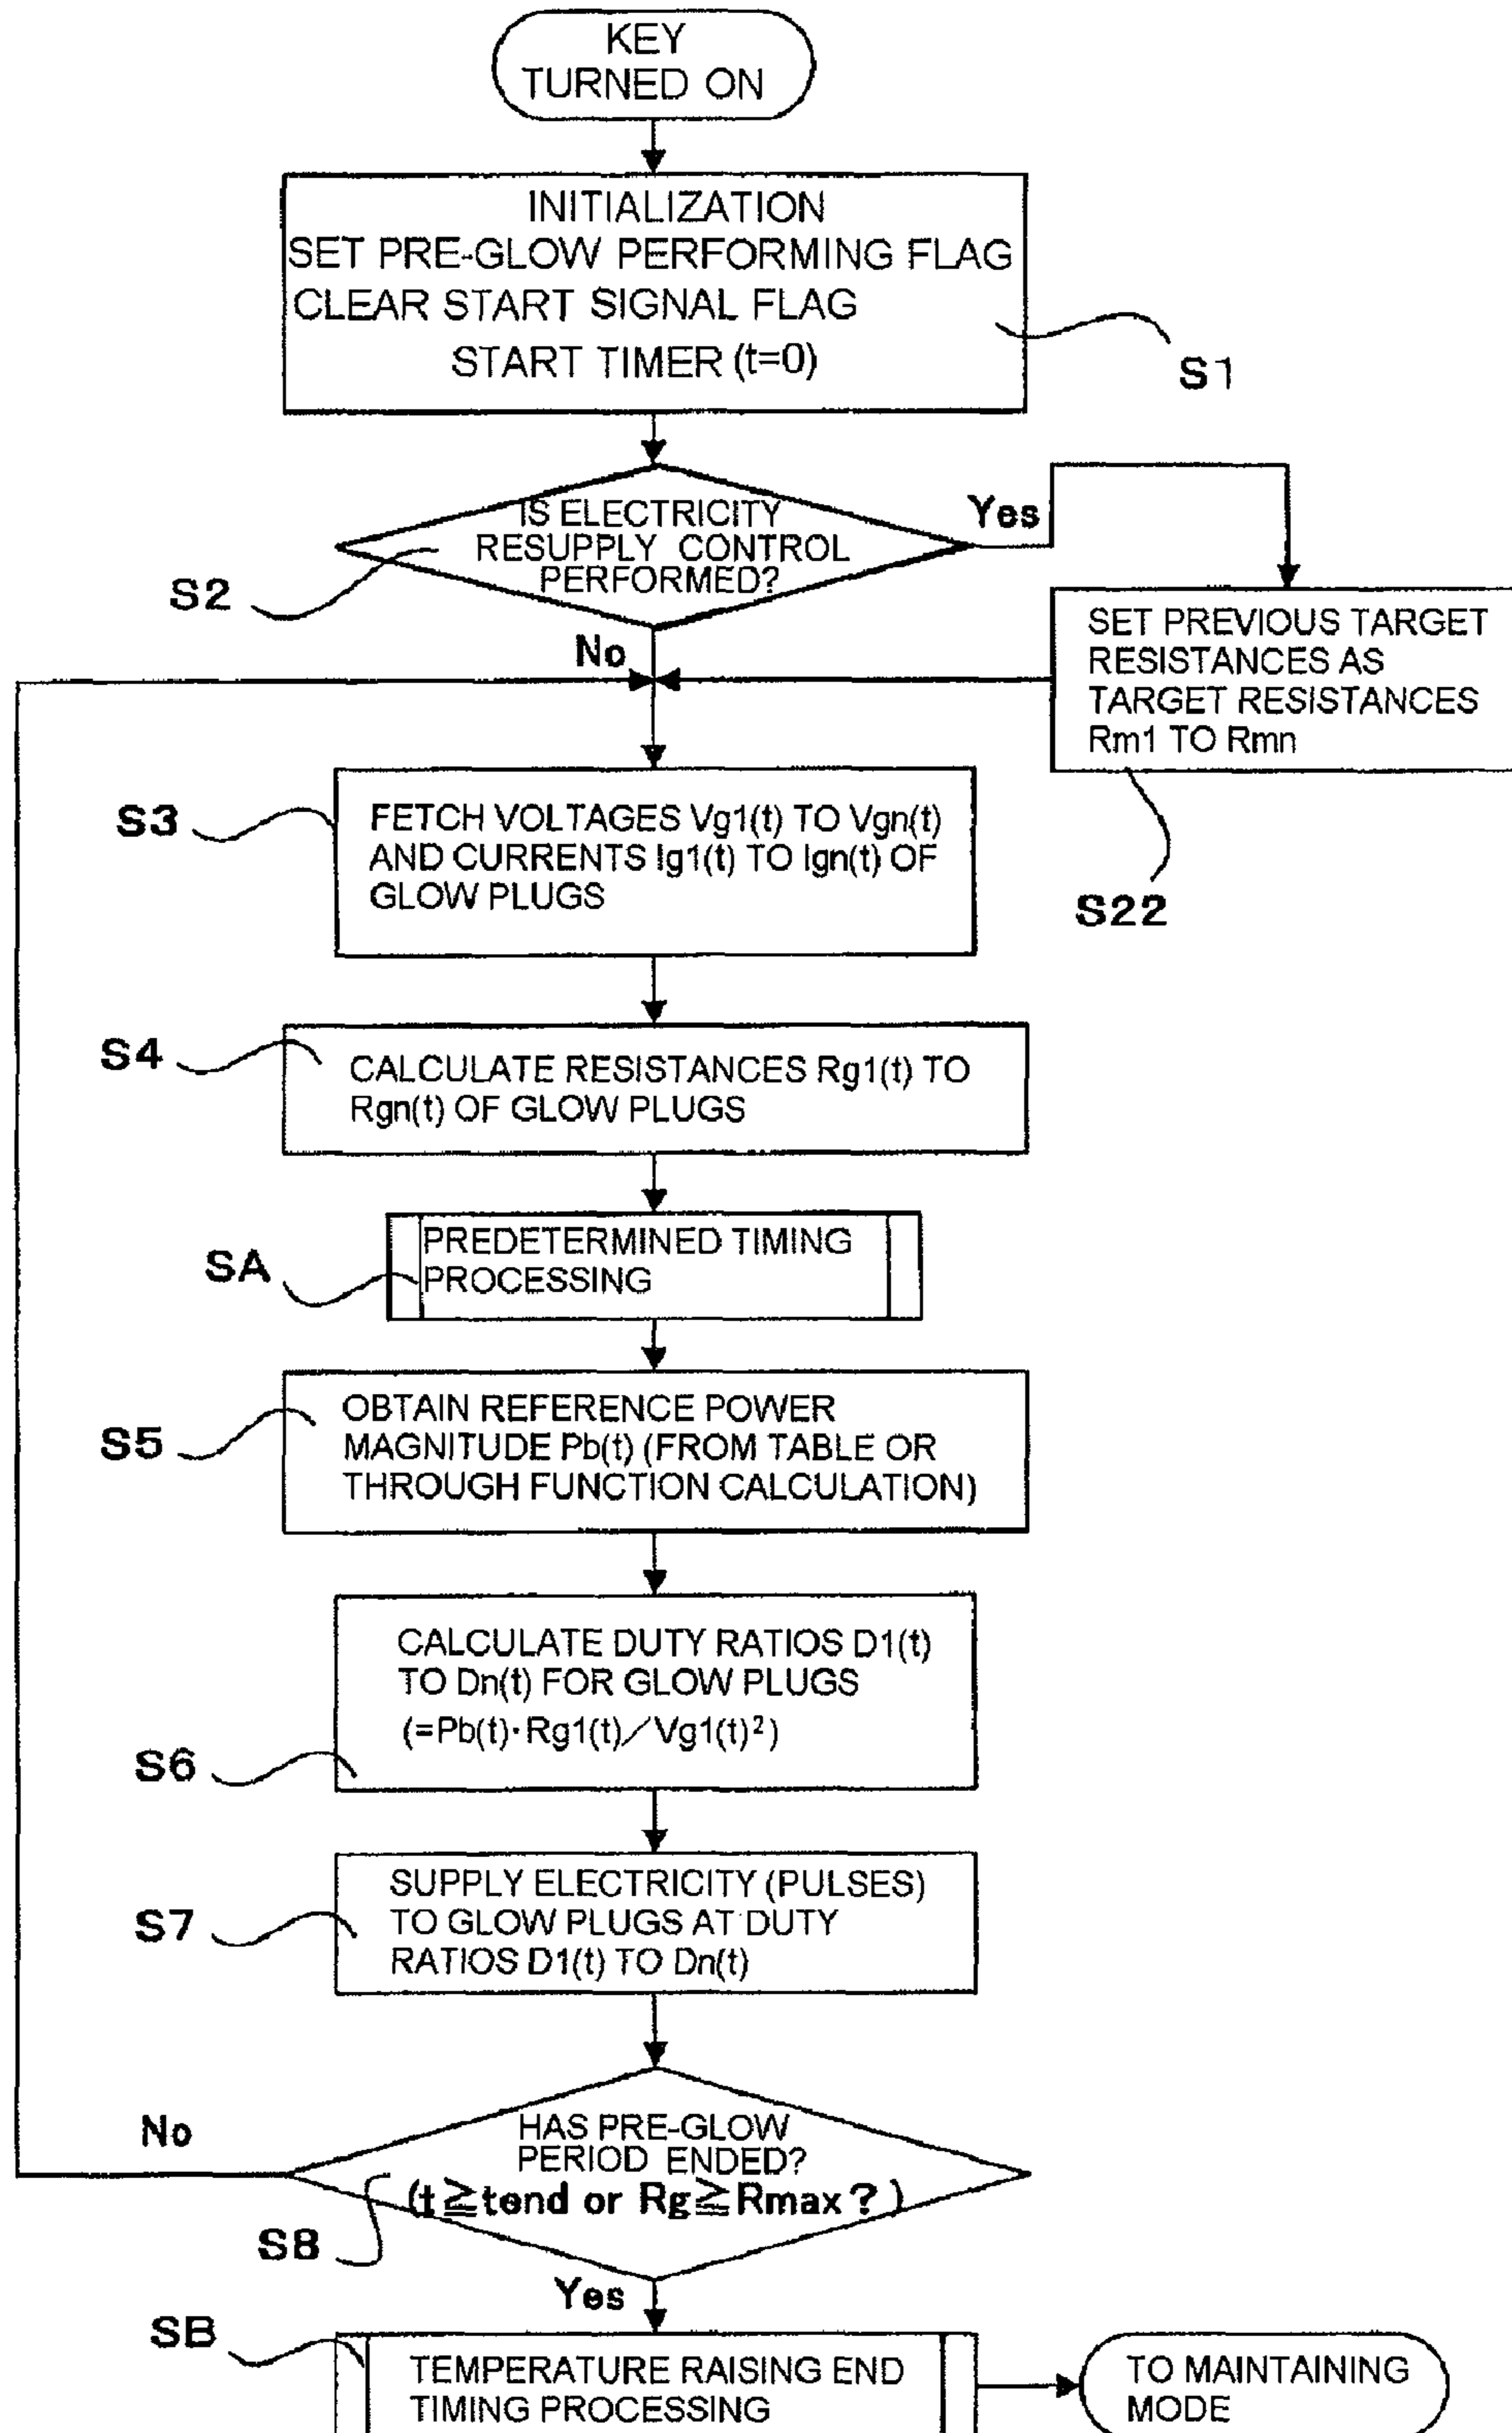 KEY
TURNED ON
INITIALIZATION
SET PRE-GLOW PERFORMING FLAG
CLEAR START SIGNAL FLAG
START TIMER (t=0)
S1
IS ELECTRICITY
RESUPPLY CONTROL
PERFORMED?
Yes
S2
No
SET PREVIOUS TARGET
RESISTANCES AS
TARGET RESISTANCES
Rm1 TO Rmn
S22
S3
FETCH VOLTAGES Vg1(t) TO Vgn(t)
AND CURRENTS Ig1(t) TO Ign(t) OF
GLOW PLUGS
S4
CALCULATE RESISTANCES Rg1(t) TO
Rgn(t) OF GLOW PLUGS
SA
PREDETERMINED TIMING
PROCESSING
S5
OBTAIN REFERENCE POWER
MAGNITUDE Pb(t) (FROM TABLE OR
THROUGH FUNCTION CALCULATION)
CALCULATE DUTY RATIOS D1(t)
TO Dn(t) FOR GLOW PLUGS
(=Pb(t)·Rg1(t)／Vg1(t)²)
S6
SUPPLY ELECTRICITY (PULSES)
TO GLOW PLUGS AT DUTY
RATIOS D1(t) TO Dn(t)
S7
No
HAS PRE-GLOW
PERIOD ENDED?
(t≧tend or Rg≧Rmax?)
S8
Yes
SB
TEMPERATURE RAISING END
TIMING PROCESSING
TO MAINTAINING
MODE